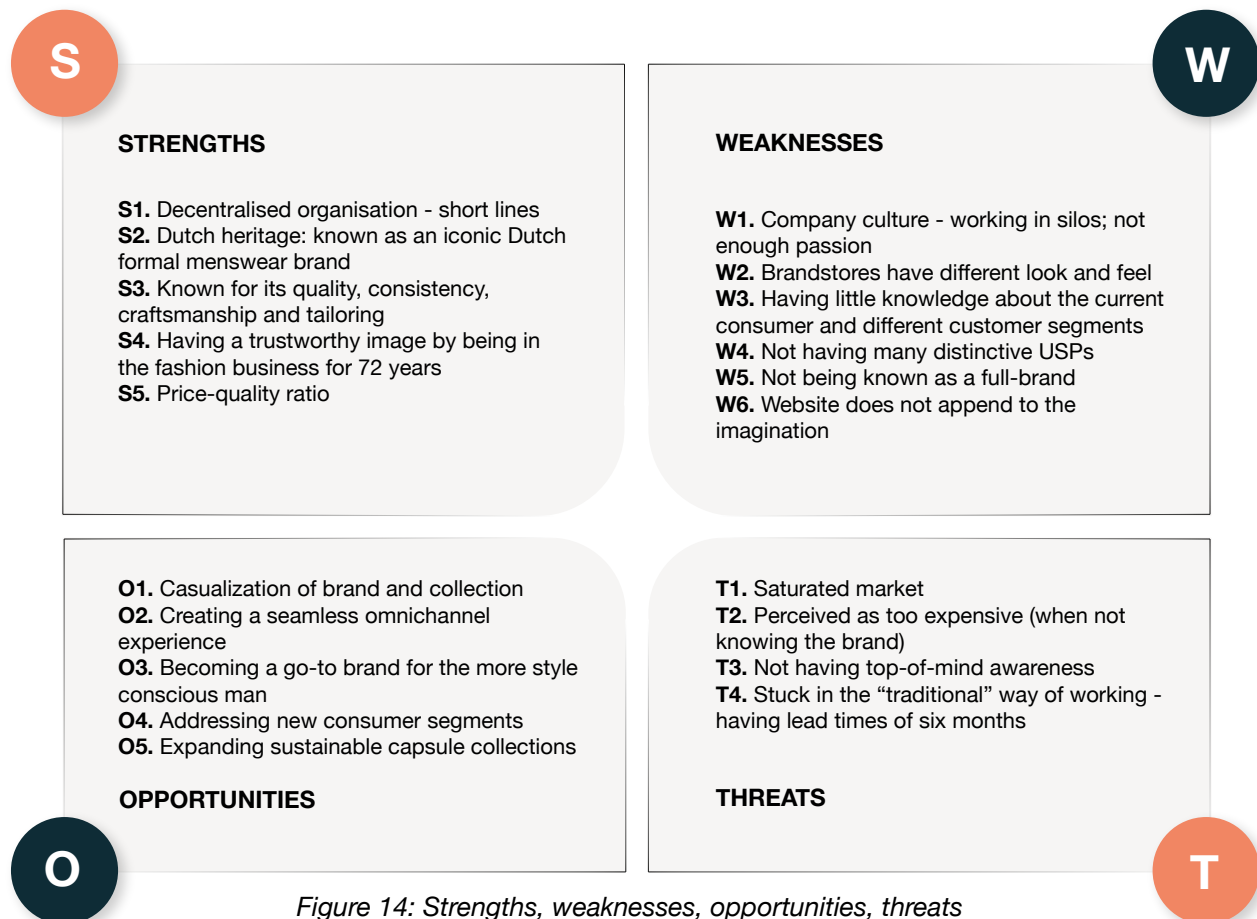 S
STRENGTHS
S1. Decentralised organisation - short lines
S2. Dutch heritage: known as an iconic Dutch
formal menswear brand
S3. Known for its quality, consistency,
craftsmanship and tailoring
S4. Having a trustworthy image by being in
the fashion business for 72 years
S5. Price-quality ratio
W
WEAKNESSES
W1. Company culture - working in silos; not
enough passion
W2. Brandstores have different look and feel
W3. Having little knowledge about the current
consumer and different customer segments
W4. Not having many distinctive USPs
W5. Not being known as a full-brand
W6. Website does not append to the
imagination
O1. Casualization of brand and collection
O2. Creating a seamless omnichannel
experience
O3. Becoming a go-to brand for the more style
conscious man
O4. Addressing new consumer segments
O5. Expanding sustainable capsule collections
OPPORTUNITIES
O
T1. Saturated market
T2. Perceived as too expensive (when not
knowing the brand)
T3. Not having top-of-mind awareness
T4. Stuck in the “traditional” way of working -
having lead times of six months
THREATS
T
Figure 14: Strengths, weaknesses, opportunities, threats